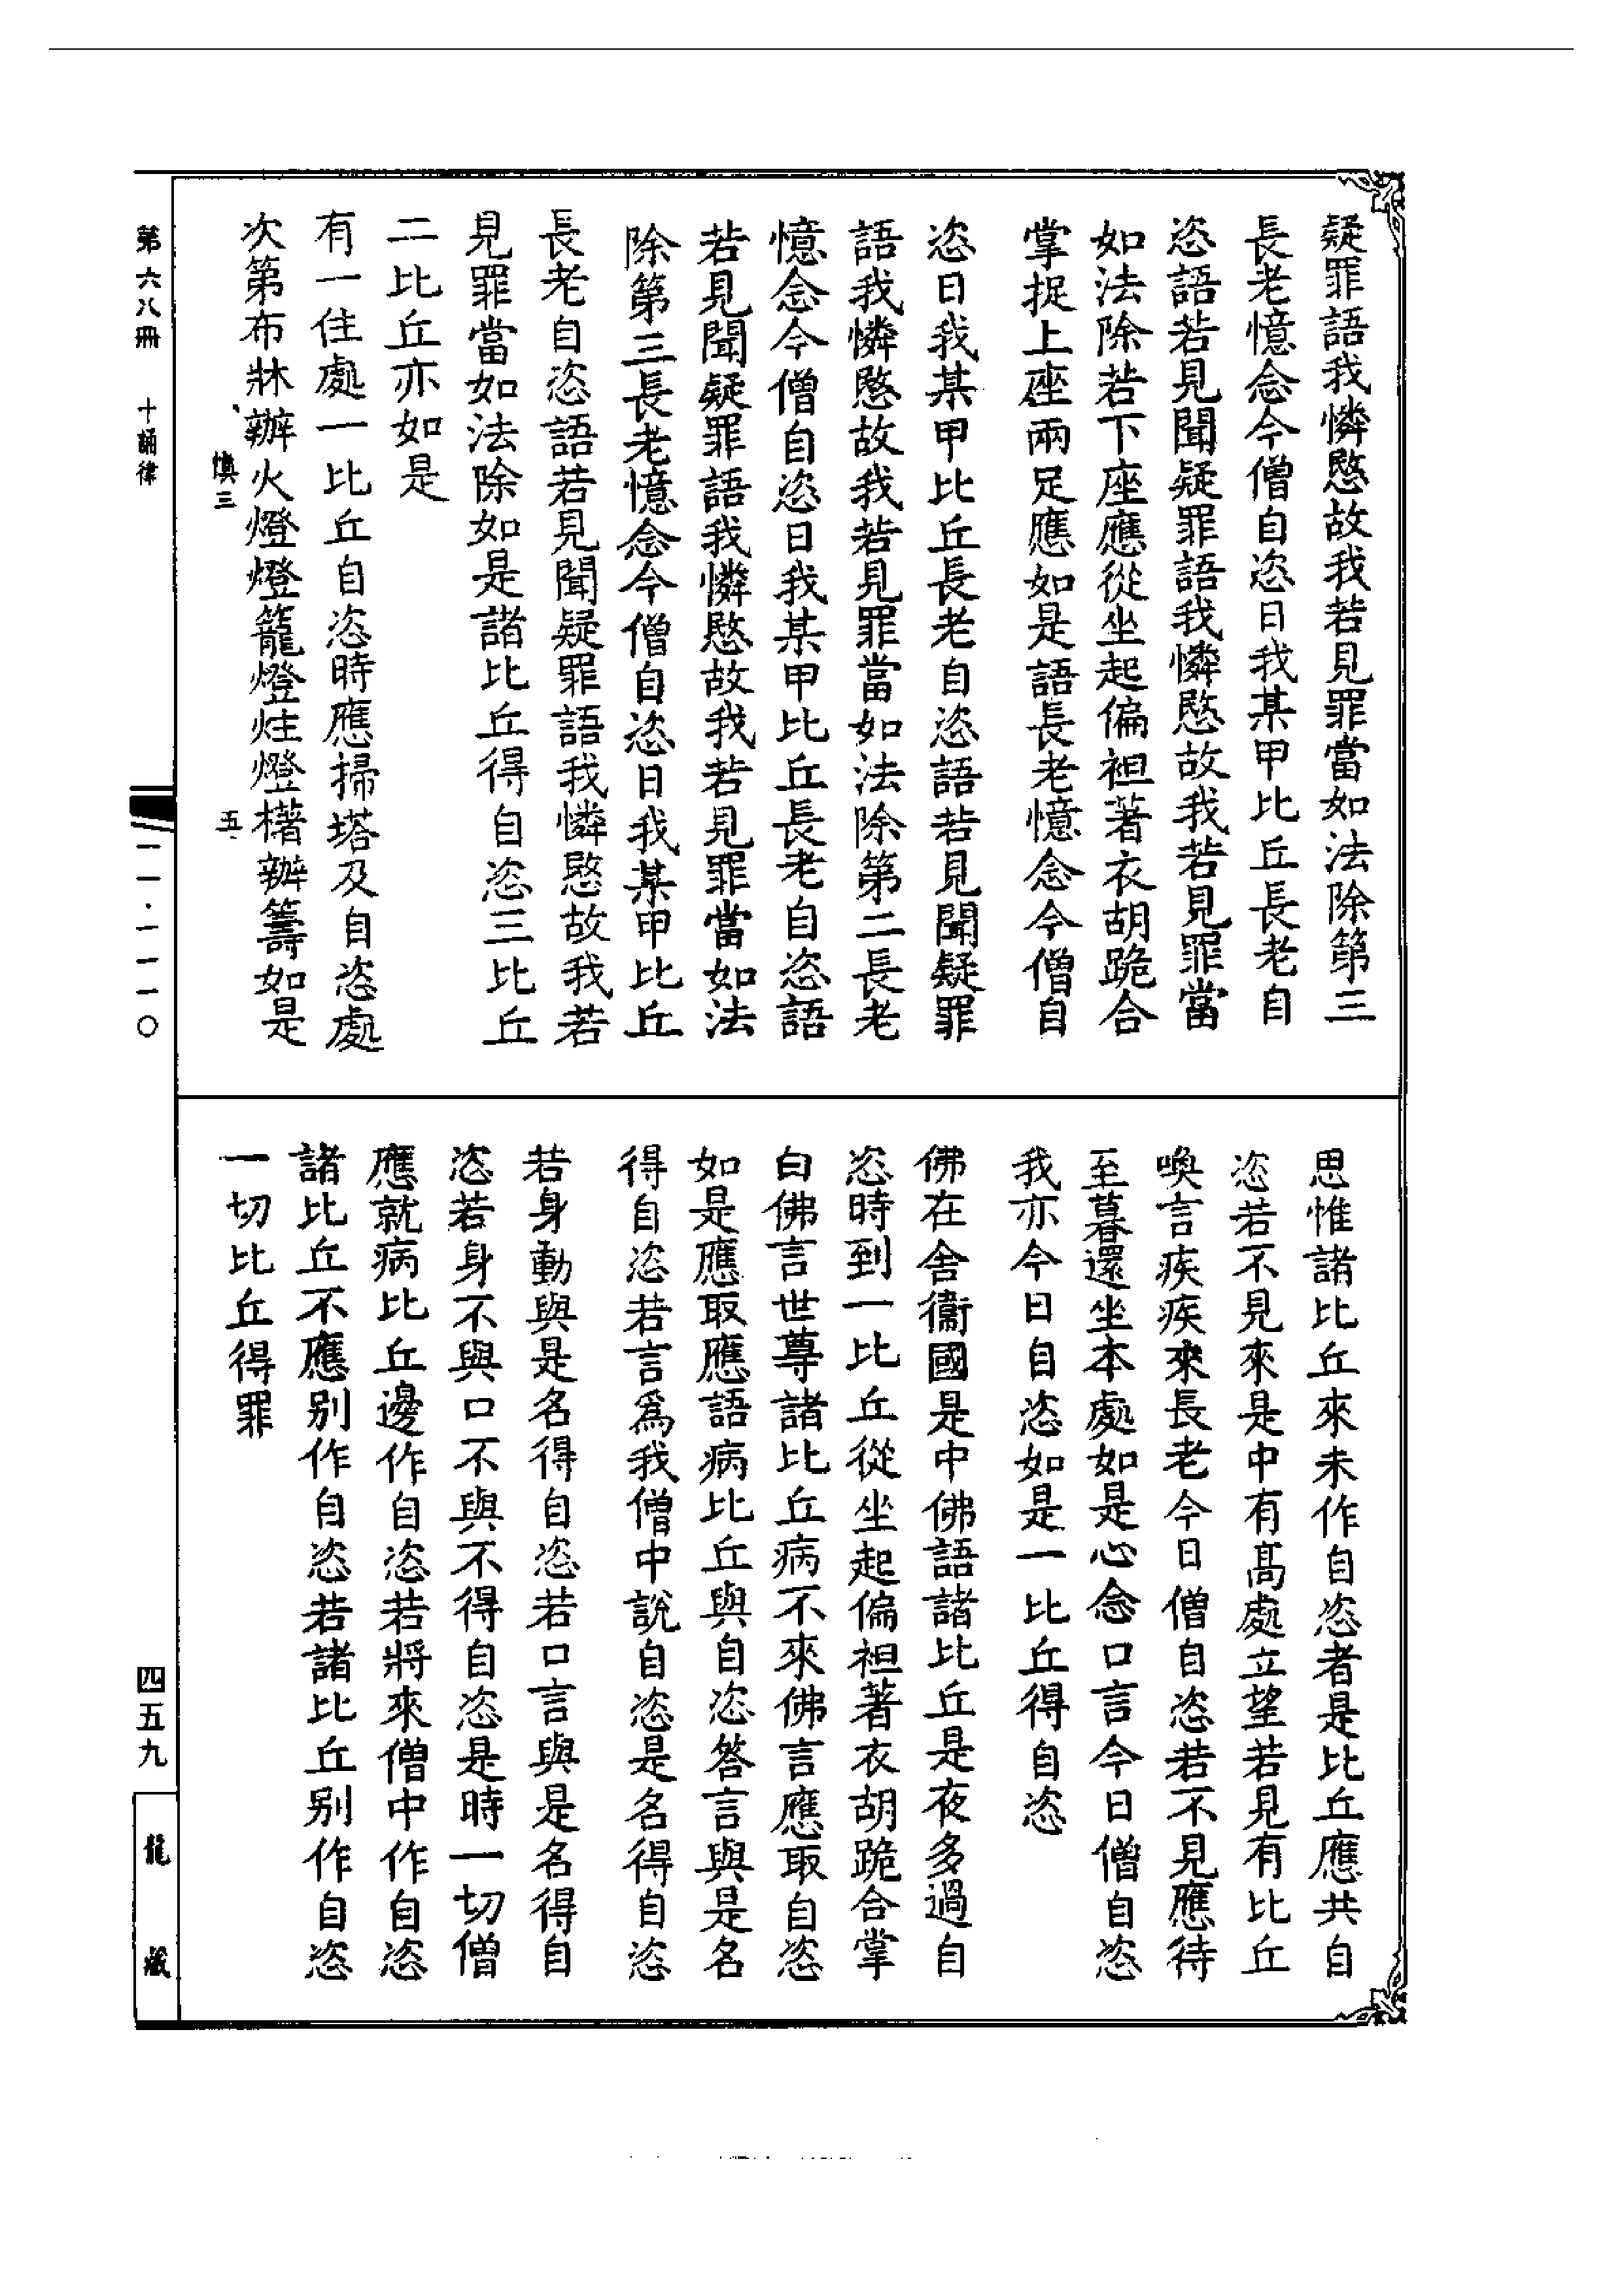 疑罪語我憐愍故我若見罪當如法除第三
長老憶念今僧自恣日我某甲比丘長老自
恣語若見聞疑罪語我憐愍故我若見罪當
如法除若下座應從坐起偏袒著衣胡跪合
掌捉上座兩足應如是語長老憶念今僧自
恣日我某甲比丘長老自恣語若見聞疑罪
語我憐愍故我若見罪當如法除第二長老
憶念今僧自恣日我某甲比丘長老自恣語
若見聞疑罪語我憐愍故我若見罪當如法
除第三長老憶念今僧自恣日我某甲比丘
長老自恣語若見聞疑罪語我憐愍故我若
見罪當如法除如是諸比丘得自恣三比丘
二比丘亦如是
有一住處一比丘自恣時應掃塔及自恣處
次第布牀辦火燈燈籠燈炷燈櫡辦籌如是
慎三
五
思惟諸比丘來未作自恣者是比丘應共自
恣若不見來是中有高處立望若見有比丘
喚言疾疾來長老今日僧自恣若不見應待
至暮還坐本處如是心念口言今日僧自恣
我亦今日自恣如是一比丘得自恣
佛在舍衞國是中佛語諸比丘是夜多過自
恣時到一比丘從坐起偏袒著衣胡跪合掌
白佛言世尊諸比丘病不來佛言應取自恣
如是應取應語病比丘與自恣答言與是名
得自恣若言爲我僧中說自恣是名得自恣
若身動與是名得自恣若口言與是名得自
恣若身不與口不與不得自恣是時一切僧
應就病比丘邊作自恣若將來僧中作自恣
諸比丘不應别作自恣若諸比丘别作自恣
一切比丘得罪
第六八冊 十誦律
一一·一一一〇
四五九
龍藏